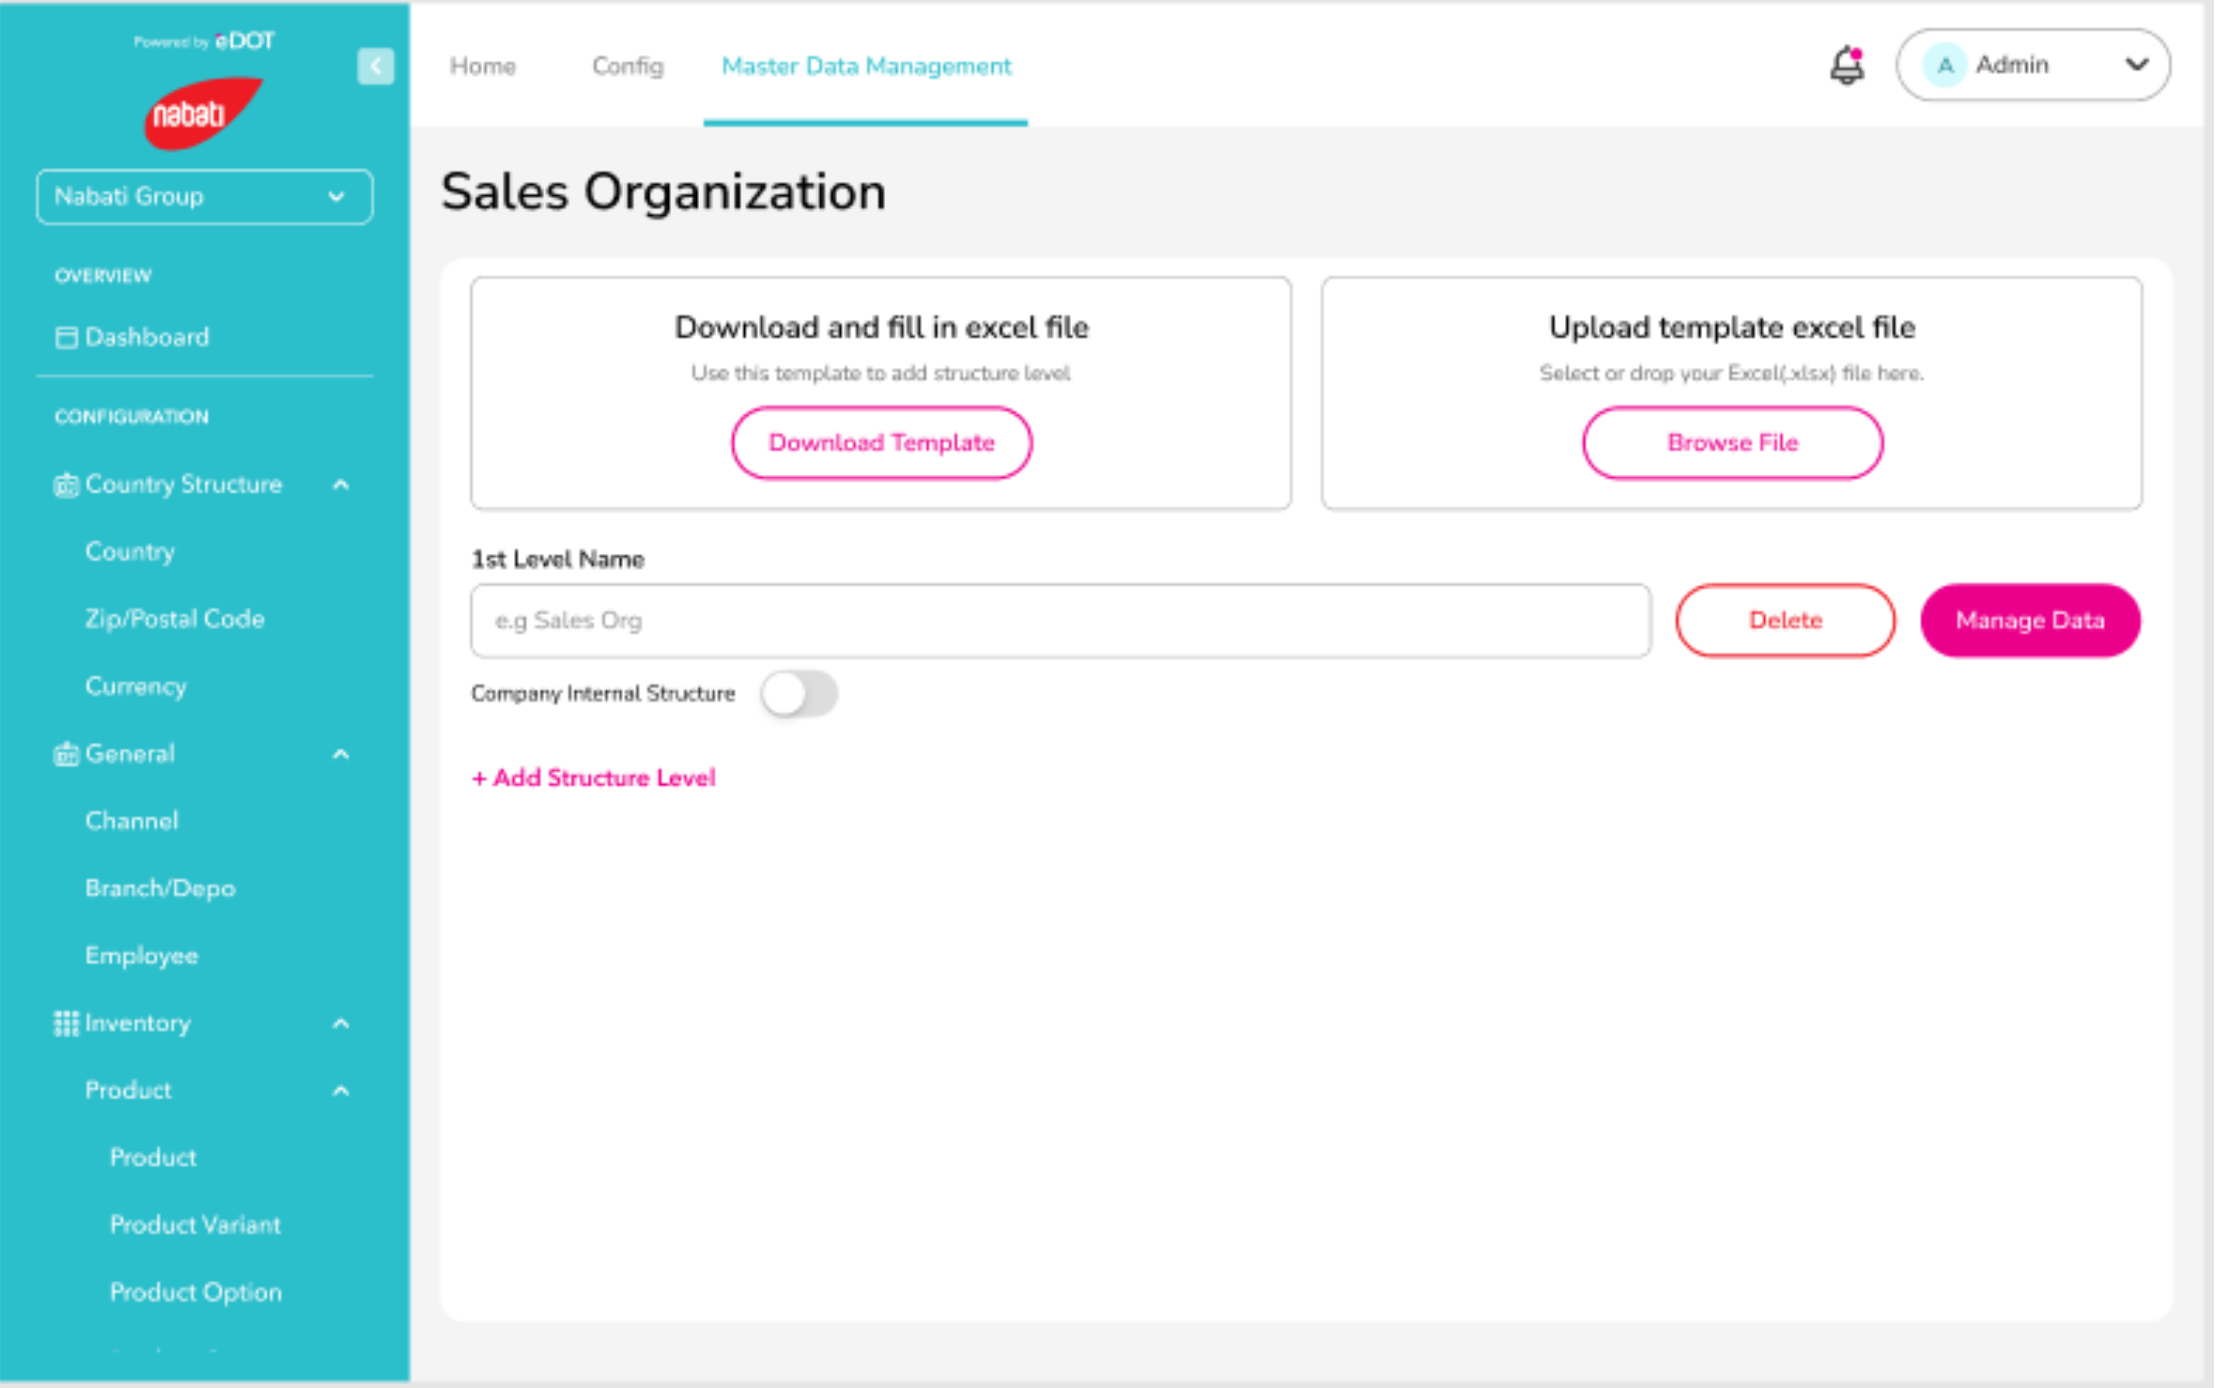 Powered by eDOT
nabati
Nabati Group
OVERVIEW
Dashboard
CONFIGURATION
Country Structure
Country
Zip/Postal Code
Currency
General
Channel
Branch/Depo
Employee
Inventory
Product
Product
Product Variant
Product Option
Home Config Master Data Management
A Admin
Sales Organization
Download and fill in excel file
Use this template to add structure level
Download Template
Upload template excel file
Select or drop your Excel(.xlsx) file here.
Browse File
1st Level Name
e.g Sales Org
Delete
Manage Data
Company Internal Structure
+ Add Structure Level